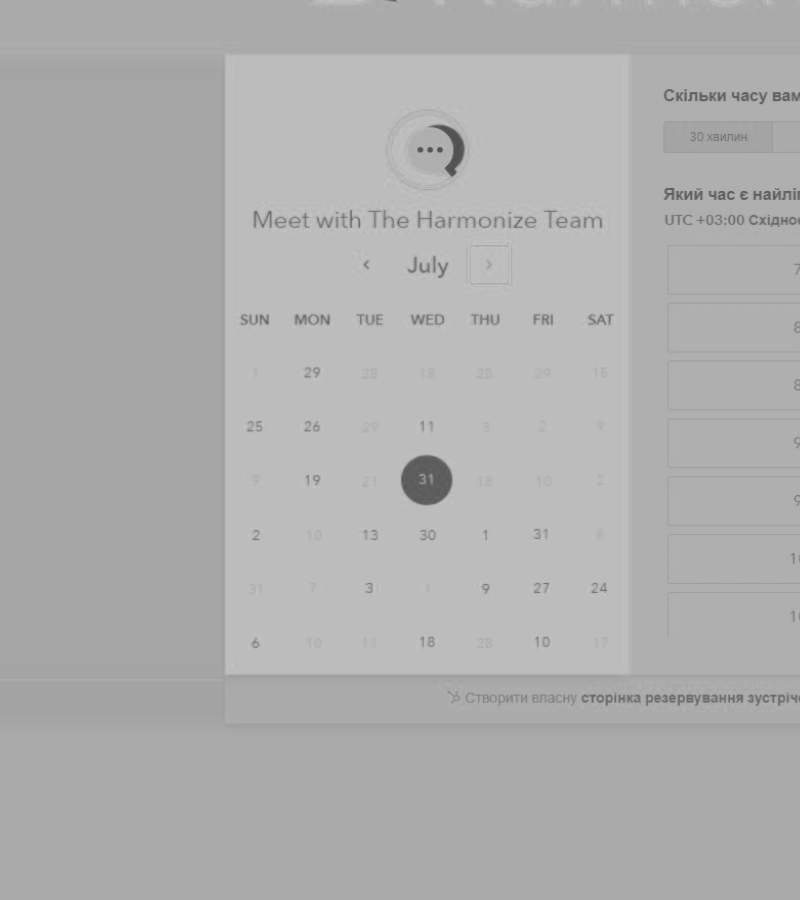 Скільки часу вам
30 хвилин
Meet with The Harmonize Team
Який час є найлі
UTC +03:00 Східно
July
SUN MON TUE WED THU FRI SAT
1 29 28 18 28 29 15
25 26 29 11 3 2 9
9 19 21 31 18 10 2
2 10 13 30 1 31 8
31 7 3 1 9 27 24
6 10 11 18 28 10 17
7
8
8
9
9
10
10
Створити власну сторінка резервування зустріч